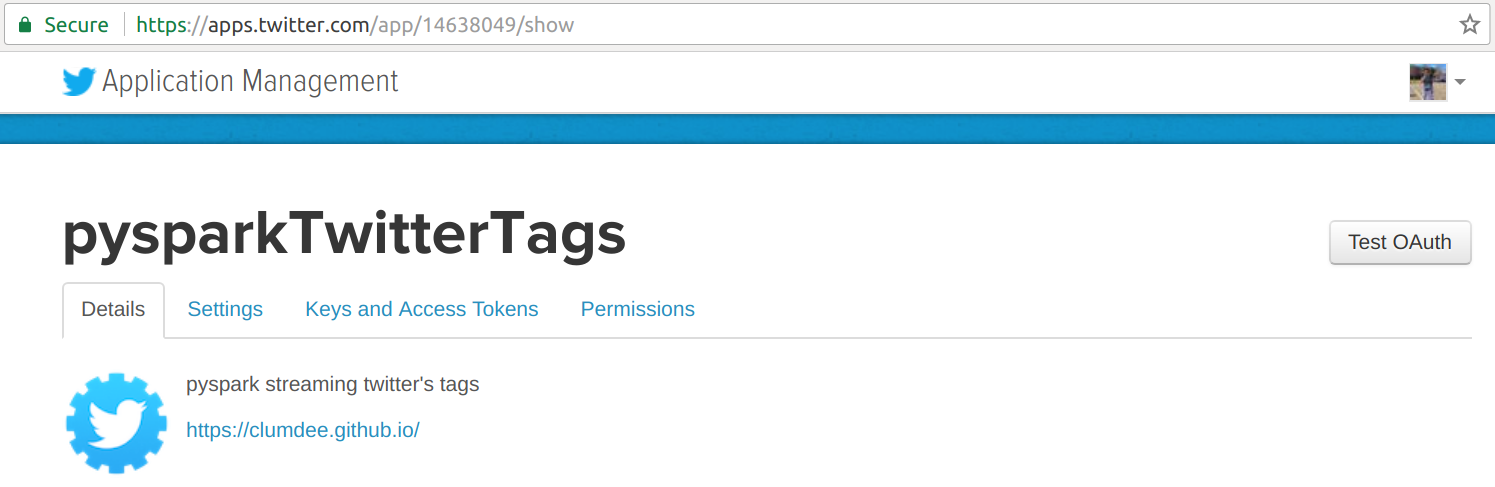 Secure https://apps.twitter.com/app/14638049/show
Application Management
pysparkTwitterTags
Test OAuth
Details Settings Keys and Access Tokens Permissions
pyspark streaming twitter's tags
https://clumdee.github.io/